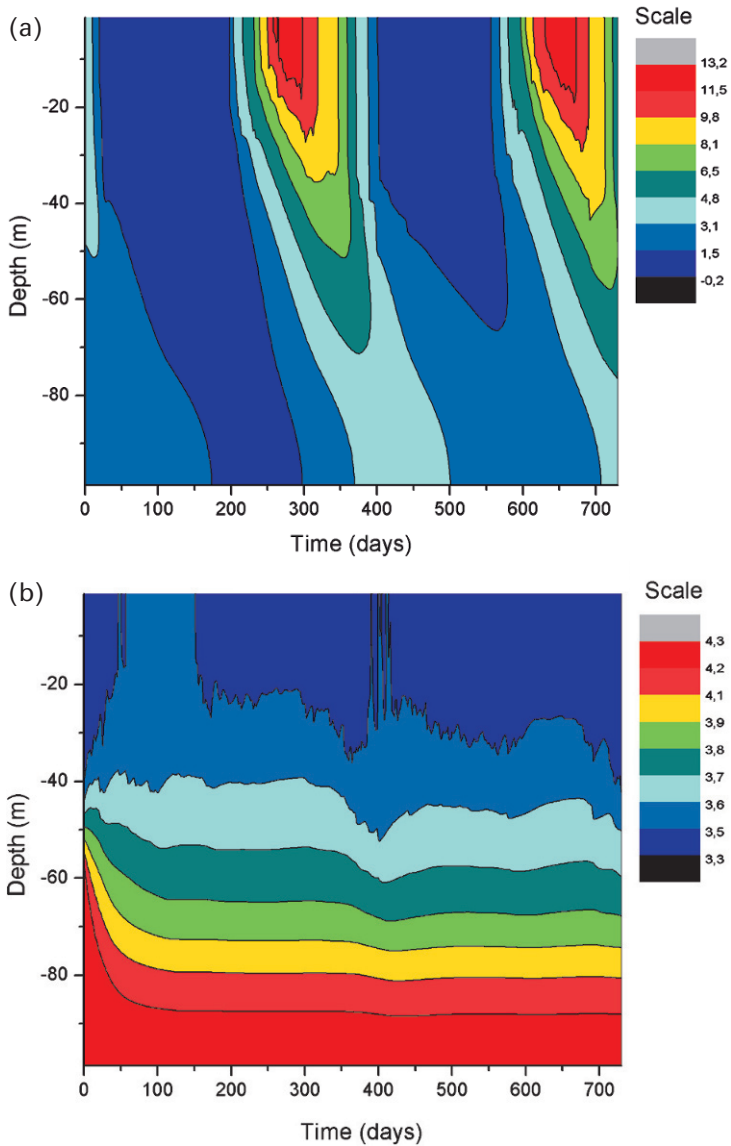 (a)
Scale
13,2
11,5
9,8
8,1
6,5
4,8
3,1
1,5
-0,2
-20
-40
-60
-80
Depth (m)
0 100 200 300 400 500 600 700
Time (days)
(b)
Scale
4,3
4,2
4,1
3,9
3,8
3,7
3,6
3,5
3,3
-20
-40
-60
-80
Depth (m)
0 100 200 300 400 500 600 700
Time (days)